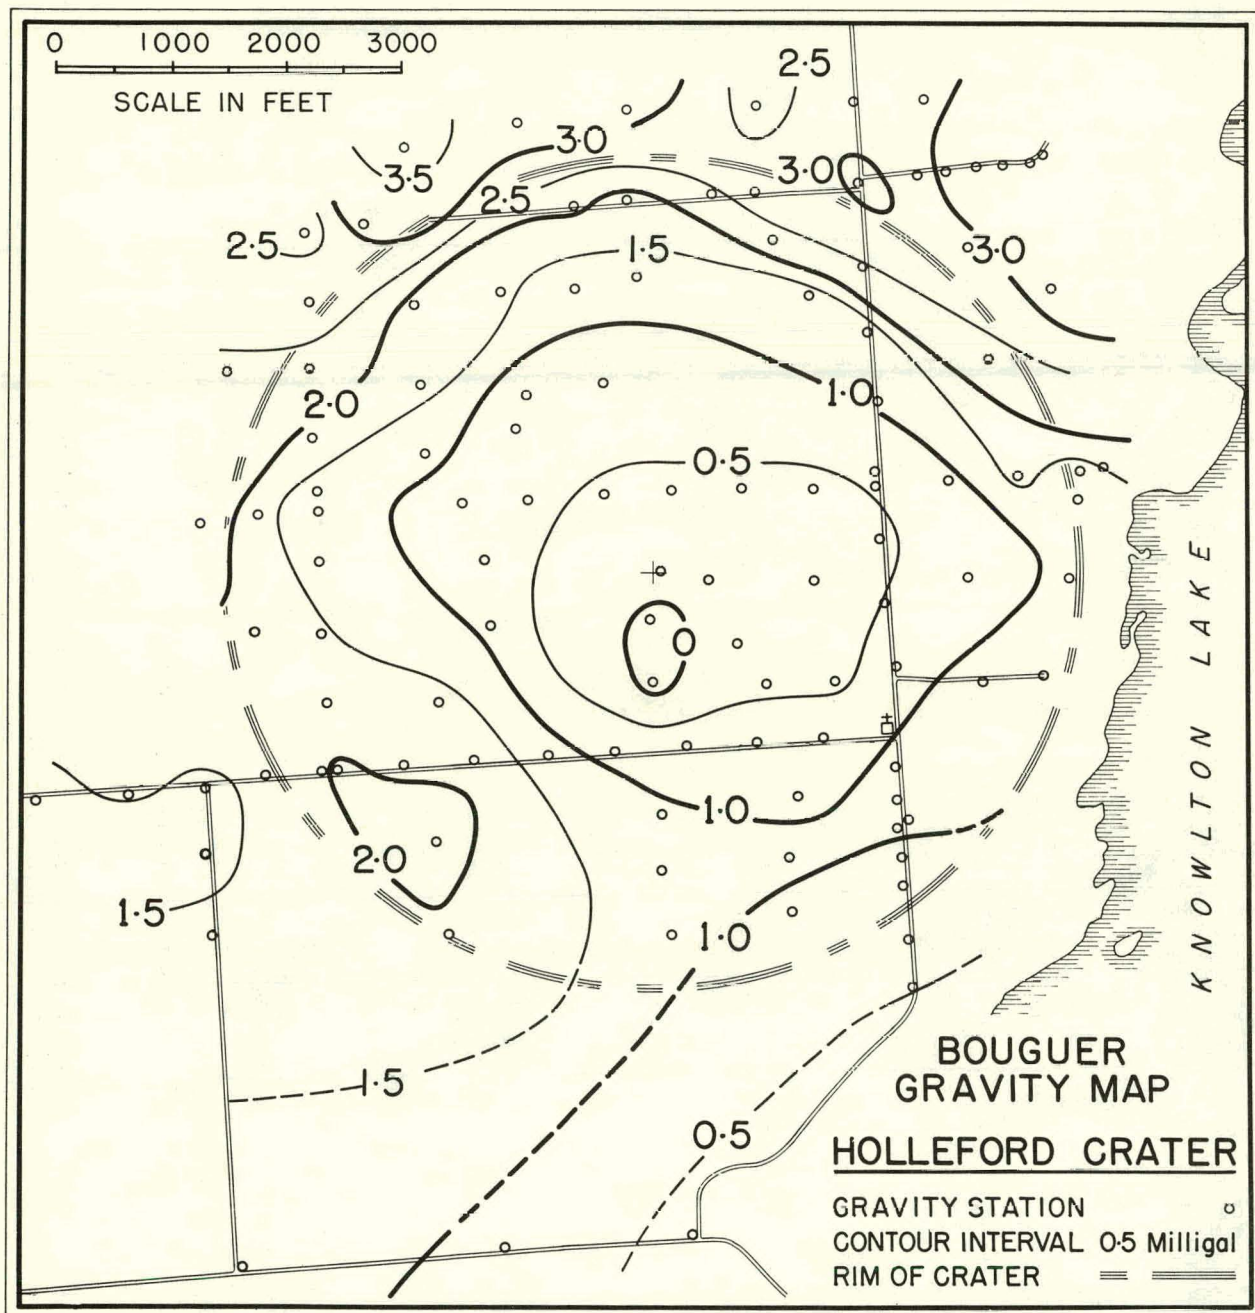 0 1000 2000 3000
SCALE IN FEET
2·5
3·0
3·5
3·0
2·5
2·5
1·5
3·0
2·0
1·0
0·5
0
KNOWLTON LAKE
2·0
1·0
1·5
1·0
1·5
0·5
BOUGUER
GRAVITY MAP
HOLLEFORD CRATER
GRAVITY STATION
CONTOUR INTERVAL 0·5 Milligal
RIM OF CRATER